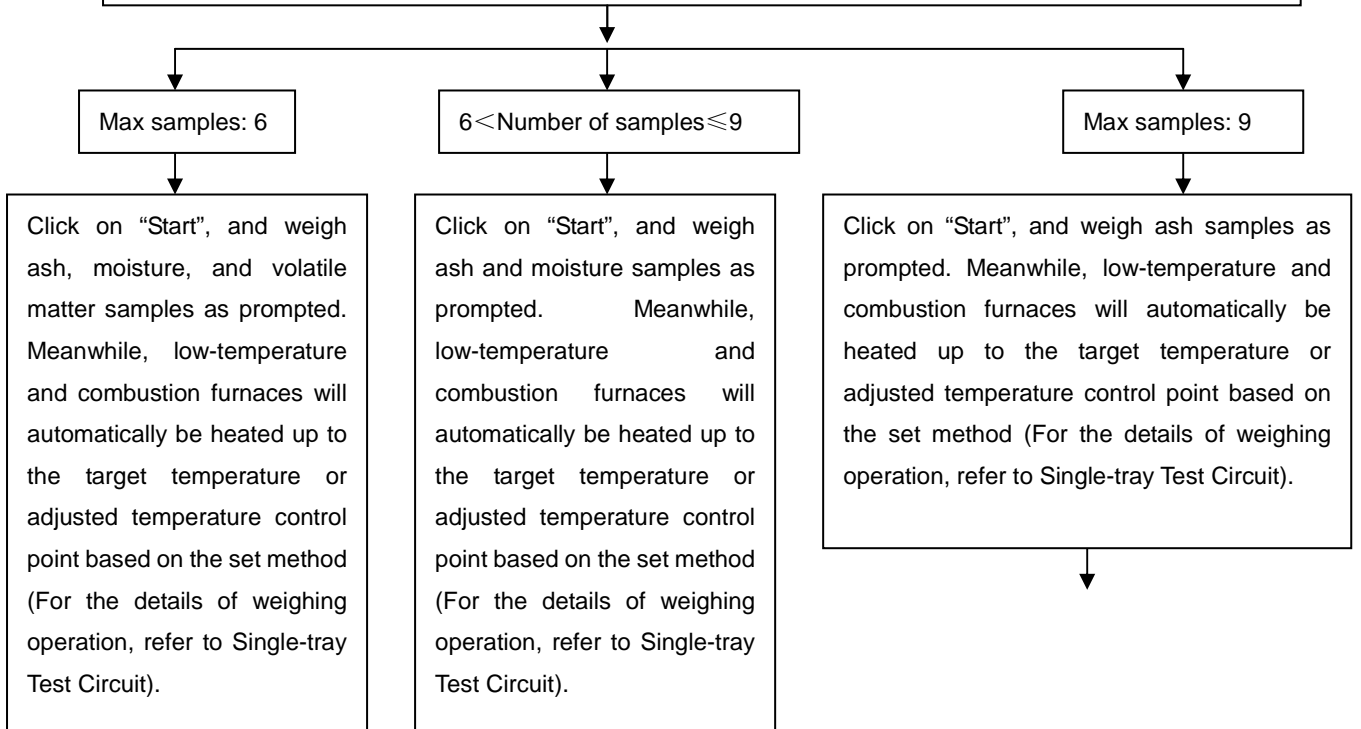 Max samples: 6
6＜Number of samples≤9
Max samples: 9
Click on “Start”, and weigh
ash, moisture, and volatile
matter samples as prompted.
Meanwhile, low-temperature
and combustion furnaces will
automatically be heated up to
the target temperature or
adjusted temperature control
point based on the set method
(For the details of weighing
operation, refer to Single-tray
Test Circuit).
Click on “Start”, and weigh
ash and moisture samples as
prompted. Meanwhile,
low-temperature and
combustion furnaces will
automatically be heated up to
the target temperature or
adjusted temperature control
point based on the set method
(For the details of weighing
operation, refer to Single-tray
Test Circuit).
Click on “Start”, and weigh ash samples as
prompted. Meanwhile, low-temperature and
combustion furnaces will automatically be
heated up to the target temperature or
adjusted temperature control point based on
the set method (For the details of weighing
operation, refer to Single-tray Test Circuit).